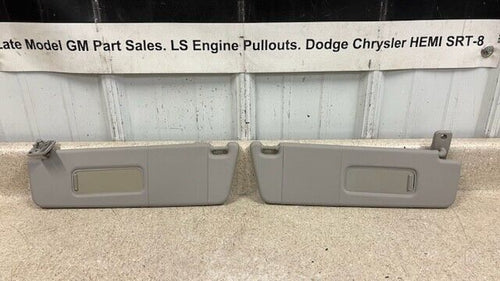 Late Model GM Part Sales. LS Engine Pullouts. Dodge Chrysler HEMI SRT-8